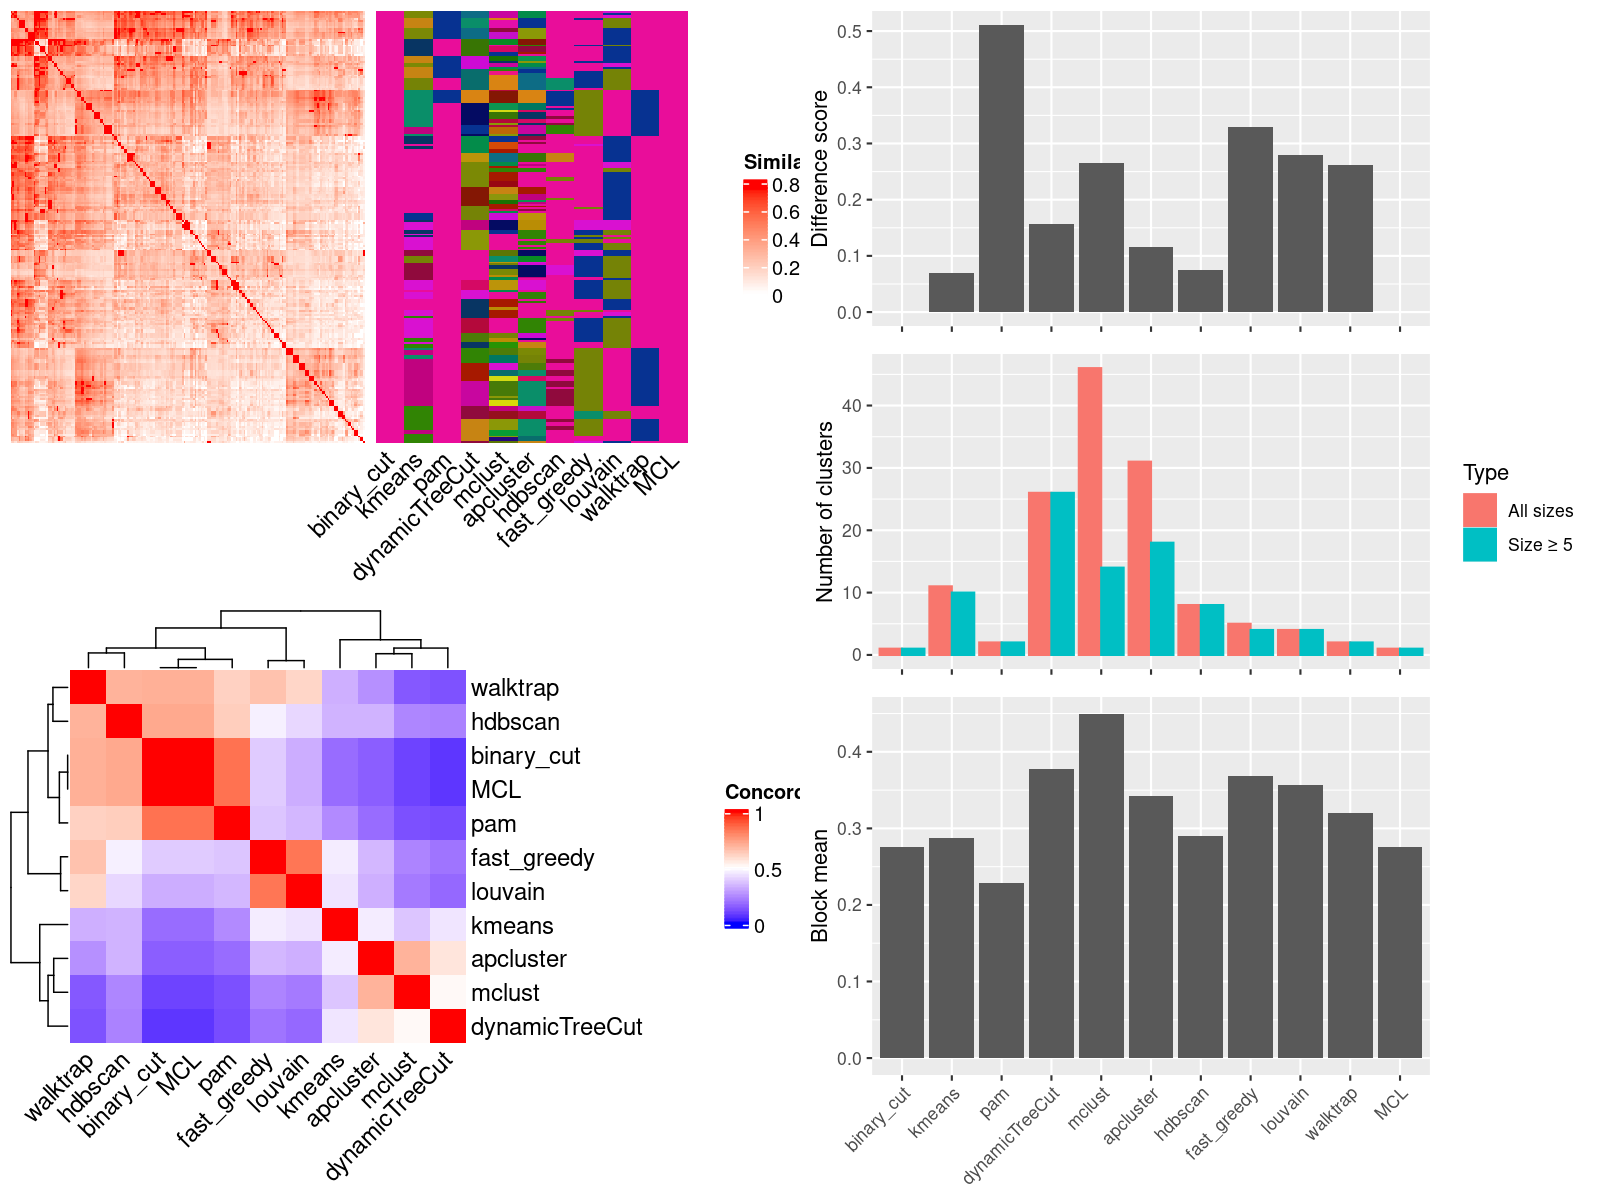 Simila
0.8
0.6
0.4
0.2
0
binary_cut
kmeans
pam
dynamicTreeCut
mclust
apcluster
hdbscan
fast_greedy
louvain
walktrap
MCL
walktrap
hdbscan
binary_cut
MCL
pam
fast_greedy
louvain
kmeans
apcluster
mclust
dynamicTreeCut
walktrap
hdbscan
binary_cut
MCL
pam
fast_greedy
louvain
kmeans
apcluster
mclust
dynamicTreeCut
Concord
1
0.5
0
Difference score
0.5
0.4
0.3
0.2
0.1
0.0
Number of clusters
40
30
20
10
0
Type
All sizes
Size ≥ 5
Block mean
0.4
0.3
0.2
0.1
0.0
binary_cut
kmeans
pam
dynamicTreeCut
mclust
apcluster
hdbscan
fast_greedy
louvain
walktrap
MCL